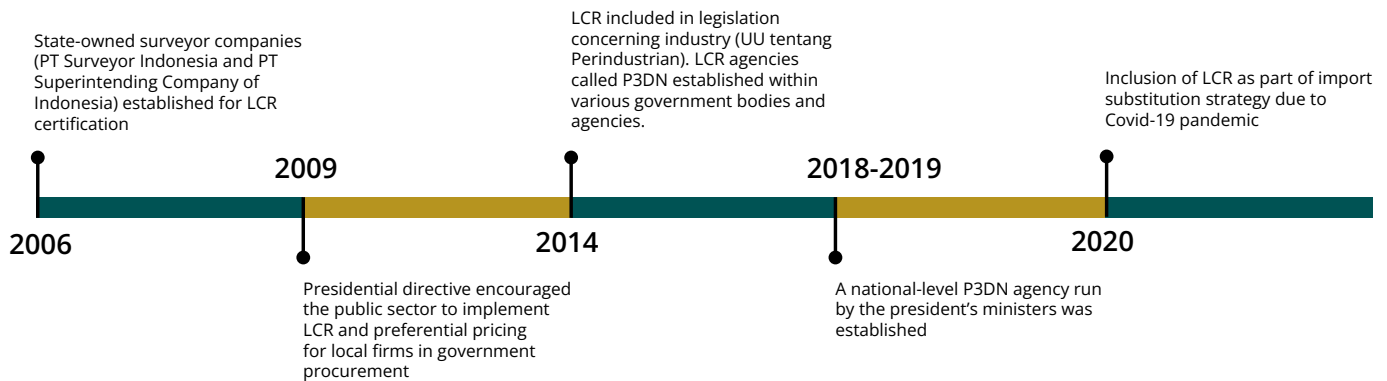 State-owned surveyor companies
(PT Surveyor Indonesia and PT
Superintending Company of
Indonesia) established for LCR
certification
2006
2009
Presidential directive encouraged
the public sector to implement
LCR and preferential pricing
for local firms in government
procurement
LCR included in legislation
concerning industry (UU tentang
Perindustrian). LCR agencies
called P3DN established within
various government bodies and
agencies.
2014
2018-2019
A national-level P3DN agency run
by the president’s ministers was
established
Inclusion of LCR as part of import
substitution strategy due to
Covid-19 pandemic
2020